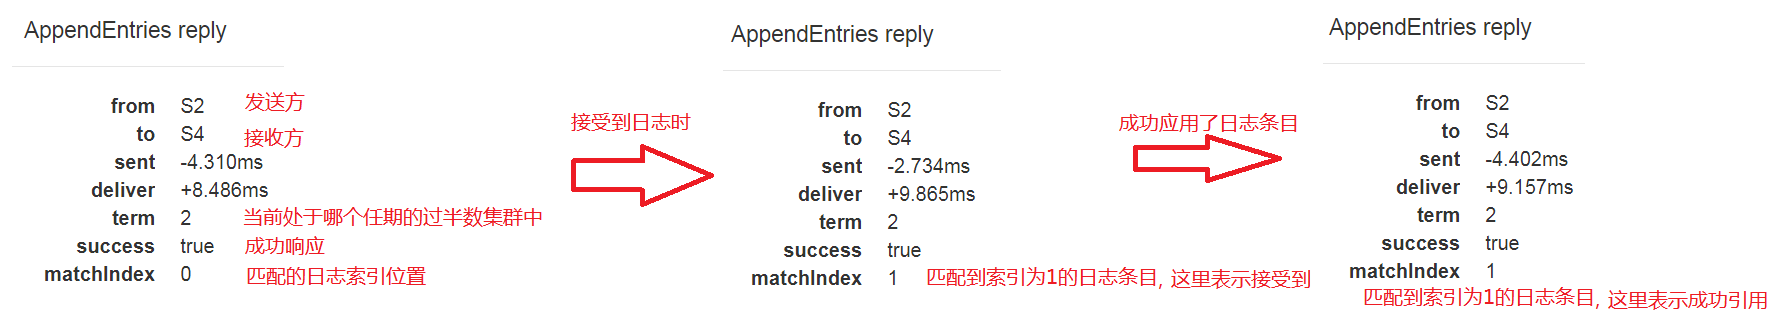 AppendEntries reply
from S2 发送方
to S4 接收方
sent -4.310ms
deliver +8.486ms
term 2 当前处于哪个任期的过半数集群中
success true 成功响应
matchIndex 0 匹配的日志索引位置
接受到日志时
AppendEntries reply
from S2
to S4
sent -2.734ms
deliver +9.865ms
term 2
success true
matchIndex 1 匹配到索引为1的日志条目, 这里表示接受到
成功应用了日志条目
AppendEntries reply
from S2
to S4
sent -4.402ms
deliver +9.157ms
term 2
success true
matchIndex 1
匹配到索引为1的日志条目, 这里表示成功引用